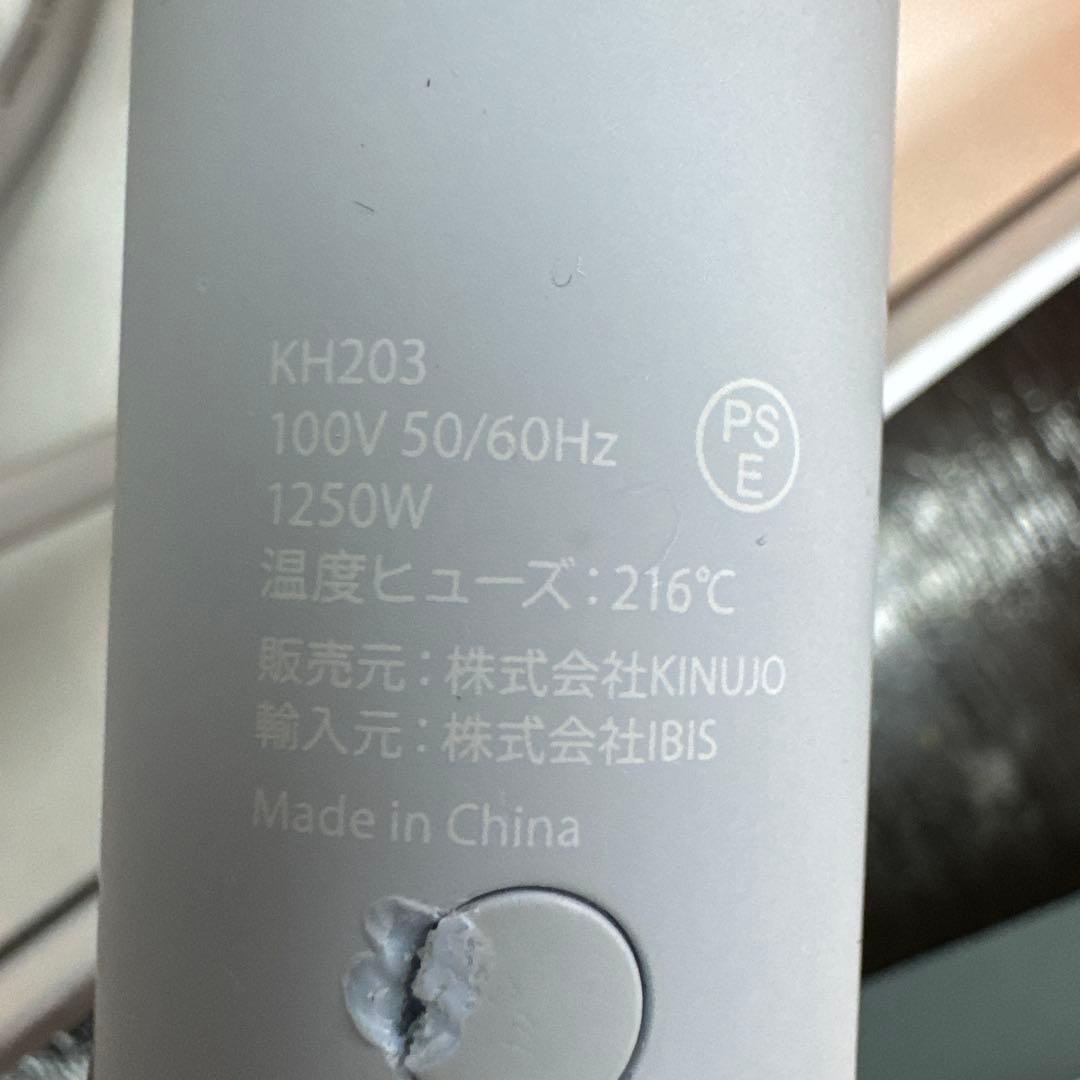 KH203
100V 50/60Hz
PS
E
1250W
温度ヒューズ：216℃
販売元：株式会社KINUJO
輸入元：株式会社IBIS
Made in China